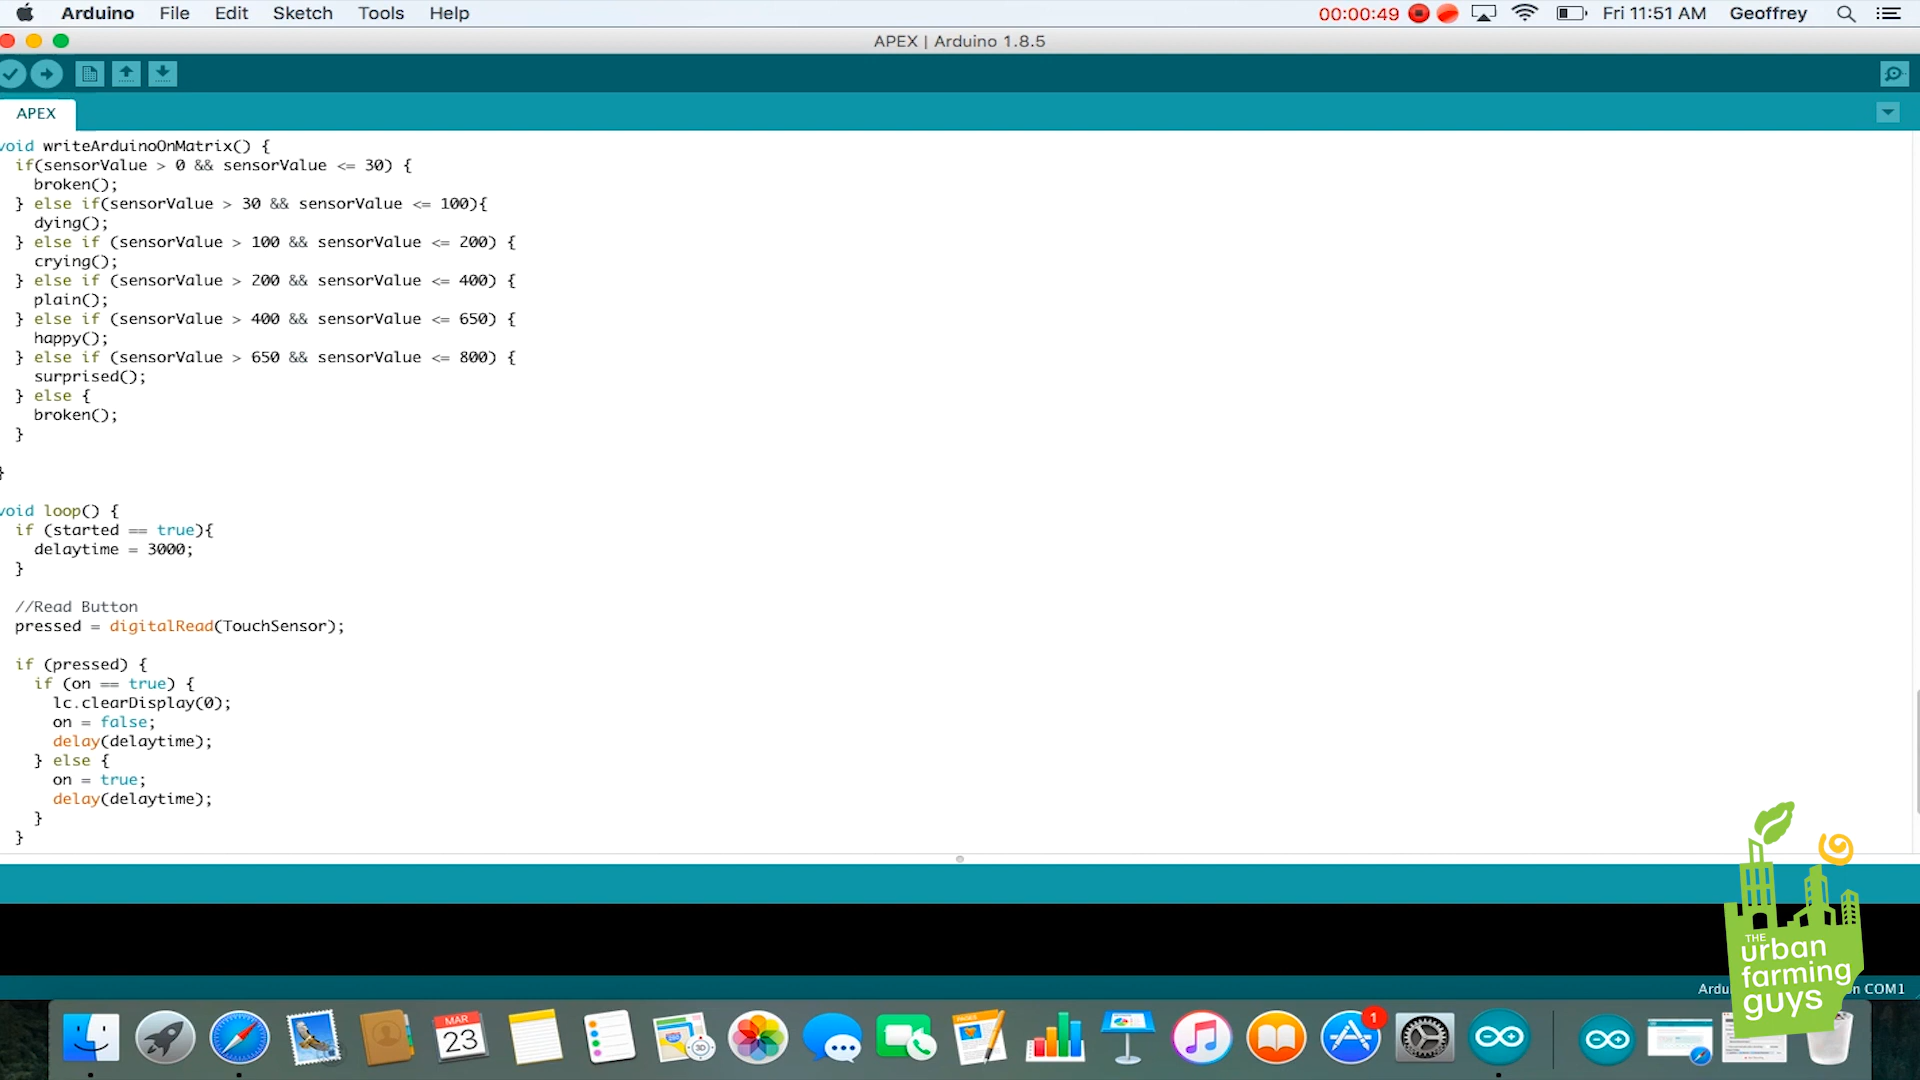 Arduino File Edit Sketch Tools Help 00:00:49 Fri 11:51 AM Geoffrey
APEX | Arduino 1.8.5
APEX
void writeArduinoOnMatrix() {
if(sensorValue > 0 && sensorValue <= 30) {
broken();
} else if(sensorValue > 30 && sensorValue <= 100){
dying();
} else if (sensorValue > 100 && sensorValue <= 200) {
crying();
} else if (sensorValue > 200 && sensorValue <= 400) {
plain();
} else if (sensorValue > 400 && sensorValue <= 650) {
happy();
} else if (sensorValue > 650 && sensorValue <= 800) {
surprised();
} else {
broken();
}
}
void loop() {
if (started == true){
delaytime = 3000;
}
//Read Button
pressed = digitalRead(TouchSensor);
if (pressed) {
if (on == true) {
lc.clearDisplay(0);
on = false;
delay(delaytime);
} else {
on = true;
delay(delaytime);
}
}
THE
urban
farming
guys
COM1
MAR
23
PAGES
3D
1